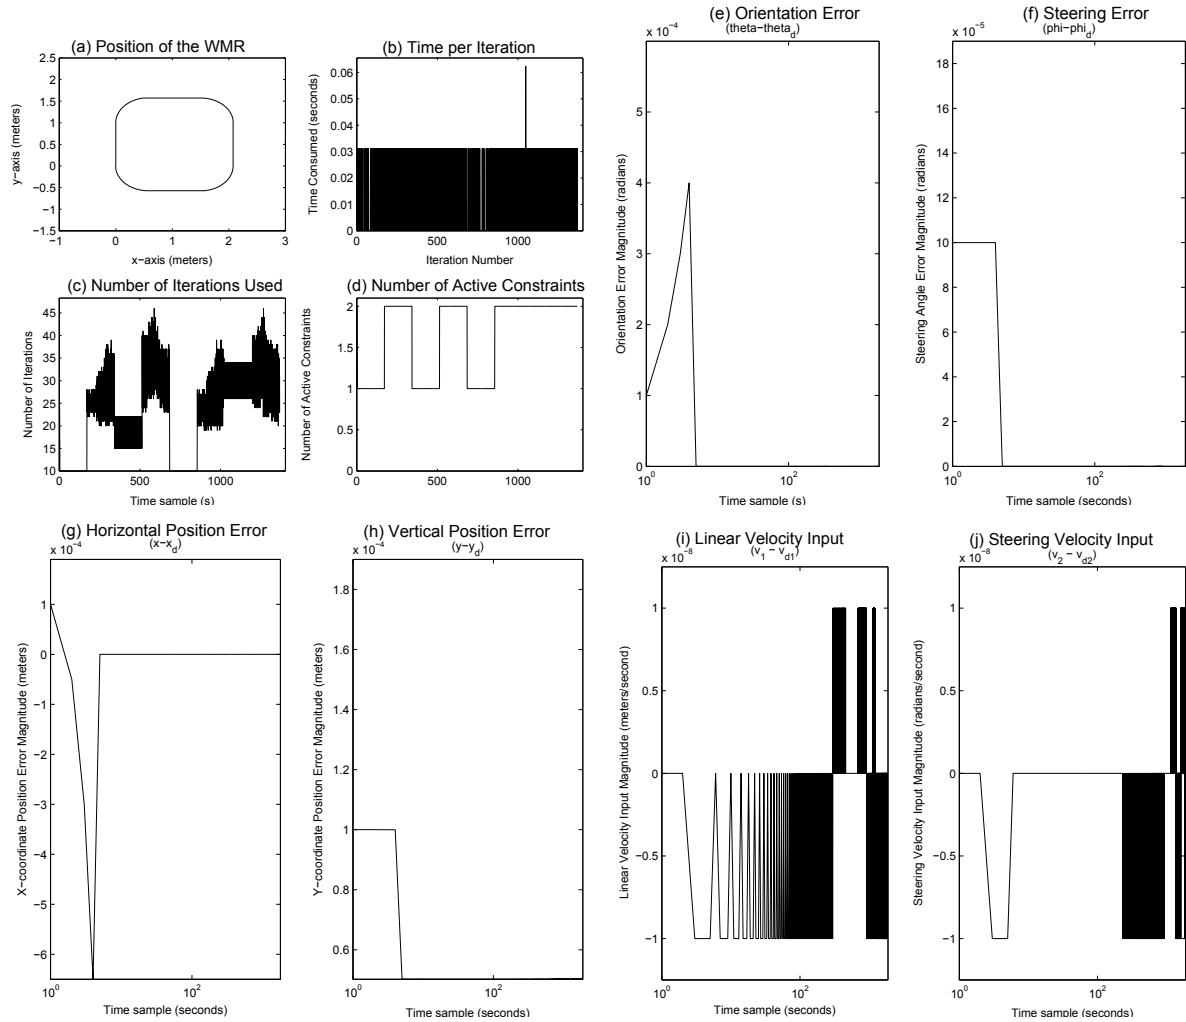 (a) Position of the WMR
2.5
2
1.5
1
0.5
0
−0.5
−1
−1.5
−1
0
1
2
3
y−axis (meters)
x−axis (meters)
(b) Time per Iteration
0.06
0.05
0.04
0.03
0.02
0.01
0
0
500
1000
Time Consumed (seconds)
Iteration Number
(c) Number of Iterations Used
45
40
35
30
25
20
15
10
0
500
1000
Number of Iterations
Time sample (s)
(d) Number of Active Constraints
2
1
1
0
0
500
1000
Number of Active Constraints
Time sample (s)
(e) Orientation Error
(theta−theta_d)
x 10^−4
5
4
3
2
1
0
10^0
10^2
Orientation Error Magnitude (radians)
Time sample (s)
(f) Steering Error
(phi−phi_d)
x 10^−5
18
16
14
12
10
8
6
4
2
0
10^0
10^2
Steering Angle Error Magnitude (radians)
Time sample (seconds)
(g) Horizontal Position Error
(x−x_d)
x 10^−4
1
0
−1
−2
−3
−4
−5
−6
10^0
10^2
X−coordinate Position Error Magnitude (meters)
Time sample (seconds)
(h) Vertical Position Error
(y−y_d)
x 10^−4
1.8
1.6
1.4
1.2
1
0.8
0.6
10^0
10^2
Y−coordinate Position Error Magnitude (meters)
Time sample (seconds)
(i) Linear Velocity Input
(v_1 − v_d1)
x 10^−8
1
0.5
0
−0.5
−1
10^0
10^2
Linear Velocity Input Magnitude (meters/second)
Time sample (seconds)
(j) Steering Velocity Input
(v_2 − v_d2)
x 10^−8
1
0.5
0
−0.5
−1
10^0
10^2
Steering Velocity Input Magnitude (radians/second)
Time sample (seconds)